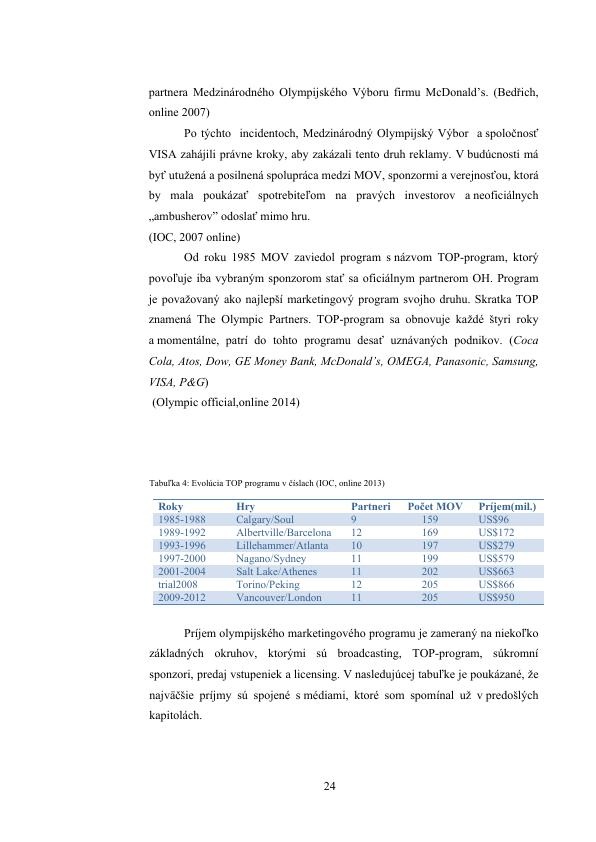 partnera Medzinárodného Olympijského Výboru firmu McDonald’s. (Bedřich,
online 2007)
Po týchto incidentoch, Medzinárodný Olympijský Výbor a spoločnosť
VISA zahájili právne kroky, aby zakázali tento druh reklamy. V budúcnosti má
byť utužená a posilnená spolupráca medzi MOV, sponzormi a verejnosťou, ktorá
by mala poukázať spotrebiteľom na pravých investorov a neoficiálnych
„ambusherov” odoslať mimo hru.
(IOC, 2007 online)
Od roku 1985 MOV zaviedol program s názvom TOP-program, ktorý
povoľuje iba vybraným sponzorom stať sa oficiálnym partnerom OH. Program
je považovaný ako najlepší marketingový program svojho druhu. Skratka TOP
znamená The Olympic Partners. TOP-program sa obnovuje každé štyri roky
a momentálne, patrí do tohto programu desať uznávaných podnikov. (Coca
Cola, Atos, Dow, GE Money Bank, McDonald’s, OMEGA, Panasonic, Samsung,
VISA, P&G)
(Olympic official,online 2014)
Tabuľka 4: Evolúcia TOP programu v číslach (IOC, online 2013)
Roky Hry Partneri Počet MOV Príjem(mil.)
1985-1988 Calgary/Soul 9 159 US$96
1989-1992 Albertville/Barcelona 12 169 US$172
1993-1996 Lillehammer/Atlanta 10 197 US$279
1997-2000 Nagano/Sydney 11 199 US$579
2001-2004 Salt Lake/Athenes 11 202 US$663
trial2008 Torino/Peking 12 205 US$866
2009-2012 Vancouver/London 11 205 US$950
Príjem olympijského marketingového programu je zameraný na niekoľko
základných okruhov, ktorými sú broadcasting, TOP-program, súkromní
sponzori, predaj vstupeniek a licensing. V nasledujúcej tabuľke je poukázané, že
najväčšie príjmy sú spojené s médiami, ktoré som spomínal už v predošlých
kapitolách.
24